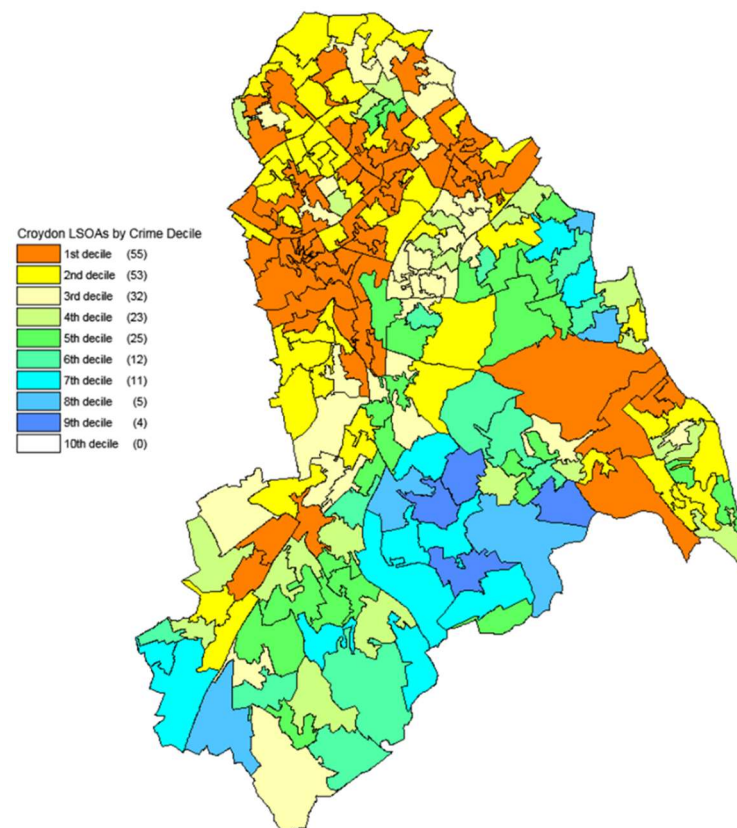 Croydon LSOAs by Crime Decile
1st decile (55)
2nd decile (53)
3rd decile (32)
4th decile (23)
5th decile (25)
6th decile (12)
7th decile (11)
8th decile (5)
9th decile (4)
10th decile (0)